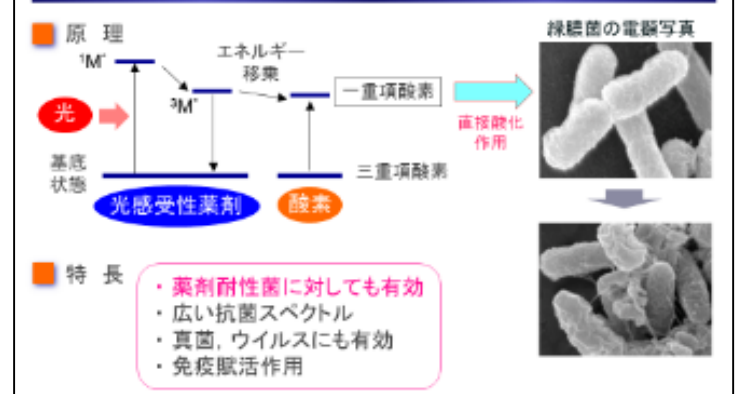 原 理
¹M*
エネルギー
移乗
³M*
一重項酸素
光
基底
状態
三重項酸素
光感受性薬剤
酸素
直接酸化
作用
緑膿菌の電顕写真
特 長
・薬剤耐性菌に対しても有効
・広い抗菌スペクトル
・真菌, ウイルスにも有効
・免疫賦活作用